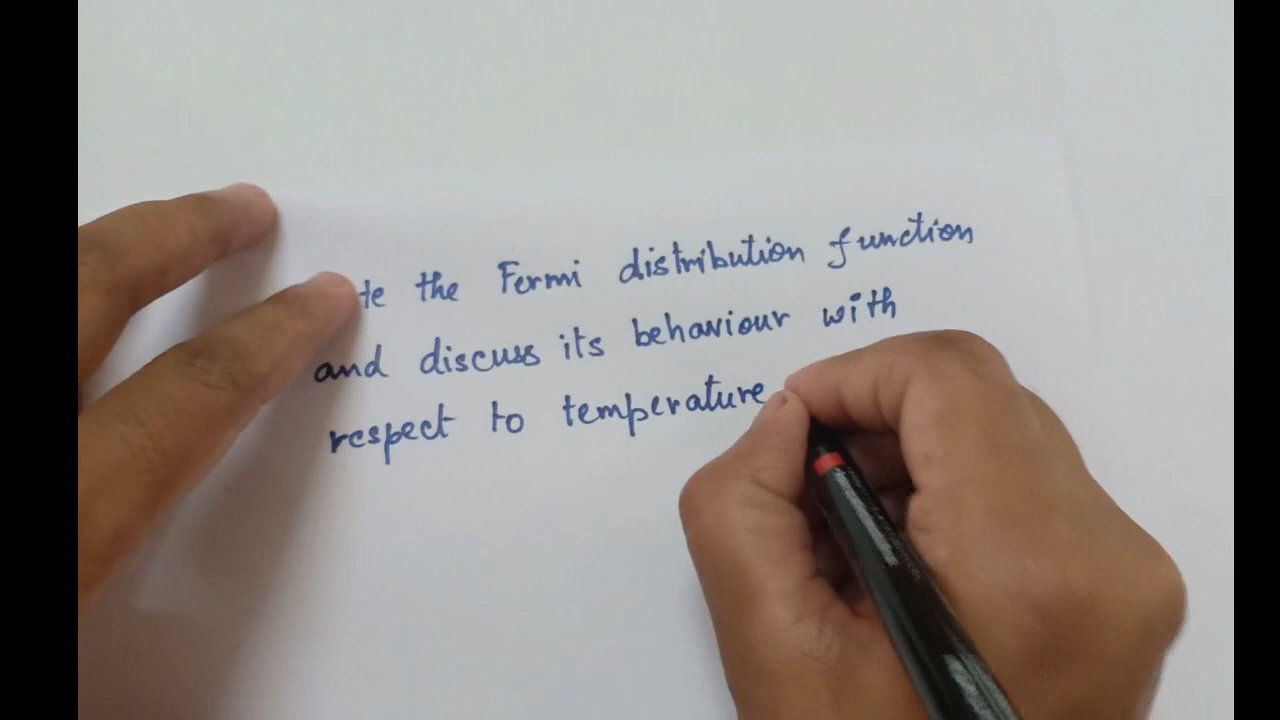 te the Fermi distribution function
and discuss its behaviour with
respect to temperature